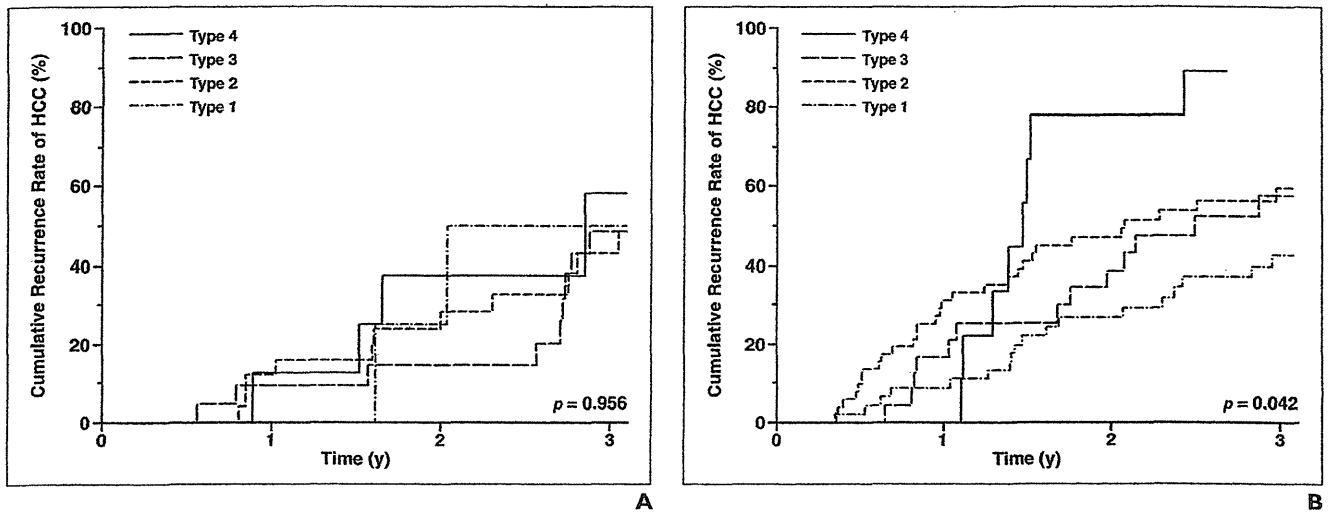 Cumulative Recurrence Rate of HCC (%)
100
80
60
40
20
0
Type 4
Type 3
Type 2
Type 1
p = 0.956
0 1 2 3
Time (y)
A
Cumulative Recurrence Rate of HCC (%)
100
80
60
40
20
0
Type 4
Type 3
Type 2
Type 1
p = 0.042
0 1 2 3
Time (y)
B